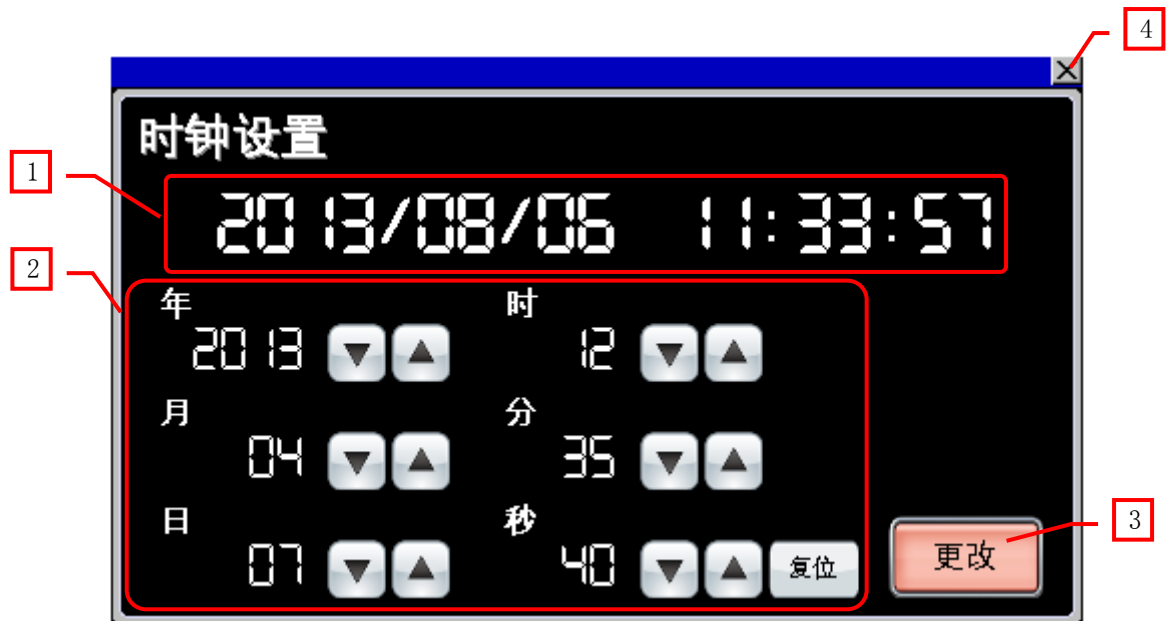 4
时钟设置
1
2013/08/06 11:33:57
2
年 时
2013 ▼ ▲ 12 ▼ ▲
月 分
04 ▼ ▲ 35 ▼ ▲
日 秒
07 ▼ ▲ 40 ▼ ▲ 复位
更改
3